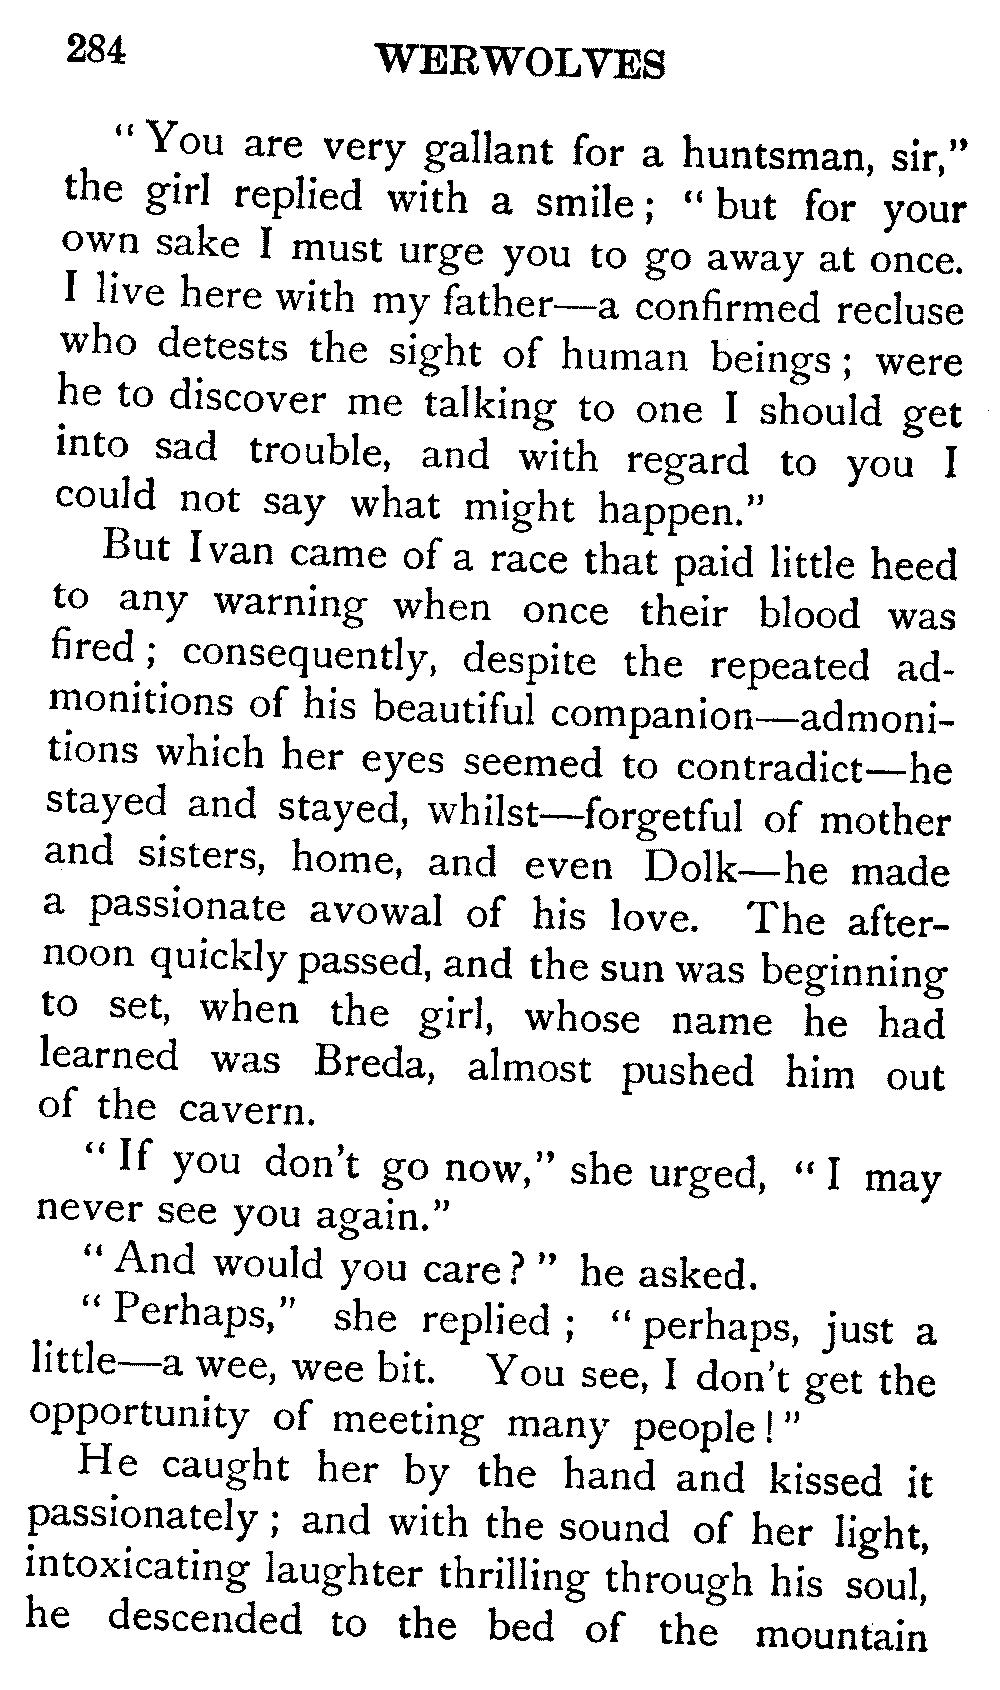 284 WERWOLVES
"You are very gallant for a huntsman, sir,"
the girl replied with a smile; "but for your
own sake I must urge you to go away at once.
I live here with my father—a confirmed recluse
who detests the sight of human beings; were
he to discover me talking to one I should get
into sad trouble, and with regard to you I
could not say what might happen."
But Ivan came of a race that paid little heed
to any warning when once their blood was
fired; consequently, despite the repeated ad-
monitions of his beautiful companion—admoni-
tions which her eyes seemed to contradict—he
stayed and stayed, whilst—forgetful of mother
and sisters, home, and even Dolk—he made
a passionate avowal of his love. The after-
noon quickly passed, and the sun was beginning
to set, when the girl, whose name he had
learned was Breda, almost pushed him out
of the cavern.
"If you don't go now," she urged, "I may
never see you again."
"And would you care?" he asked.
"Perhaps," she replied; "perhaps, just a
little—a wee, wee bit. You see, I don't get the
opportunity of meeting many people!"
He caught her by the hand and kissed it
passionately; and with the sound of her light,
intoxicating laughter thrilling through his soul,
he descended to the bed of the mountain